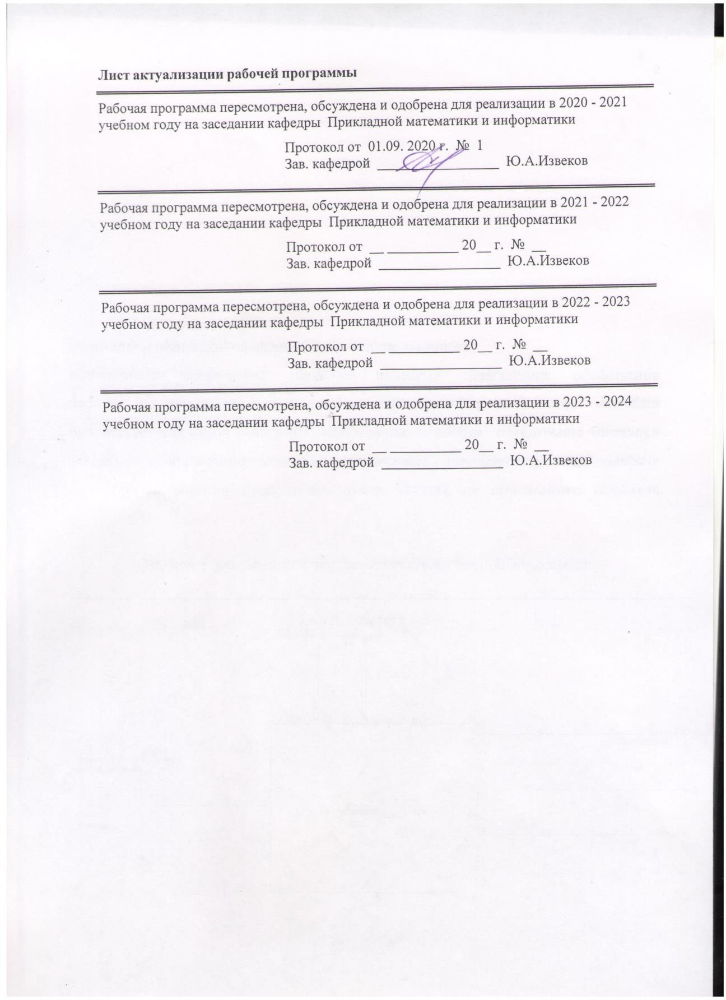 Лист актуализации рабочей программы
Рабочая программа пересмотрена, обсуждена и одобрена для реализации в 2020 - 2021
учебном году на заседании кафедры Прикладной математики и информатики
Протокол от 01.09. 2020 г. № 1
Зав. кафедрой _________________ Ю.А.Извеков
Рабочая программа пересмотрена, обсуждена и одобрена для реализации в 2021 - 2022
учебном году на заседании кафедры Прикладной математики и информатики
Протокол от __ __________ 20__ г. № __
Зав. кафедрой _________________ Ю.А.Извеков
Рабочая программа пересмотрена, обсуждена и одобрена для реализации в 2022 - 2023
учебном году на заседании кафедры Прикладной математики и информатики
Протокол от __ __________ 20__ г. № __
Зав. кафедрой _________________ Ю.А.Извеков
Рабочая программа пересмотрена, обсуждена и одобрена для реализации в 2023 - 2024
учебном году на заседании кафедры Прикладной математики и информатики
Протокол от __ __________ 20__ г. № __
Зав. кафедрой _________________ Ю.А.Извеков